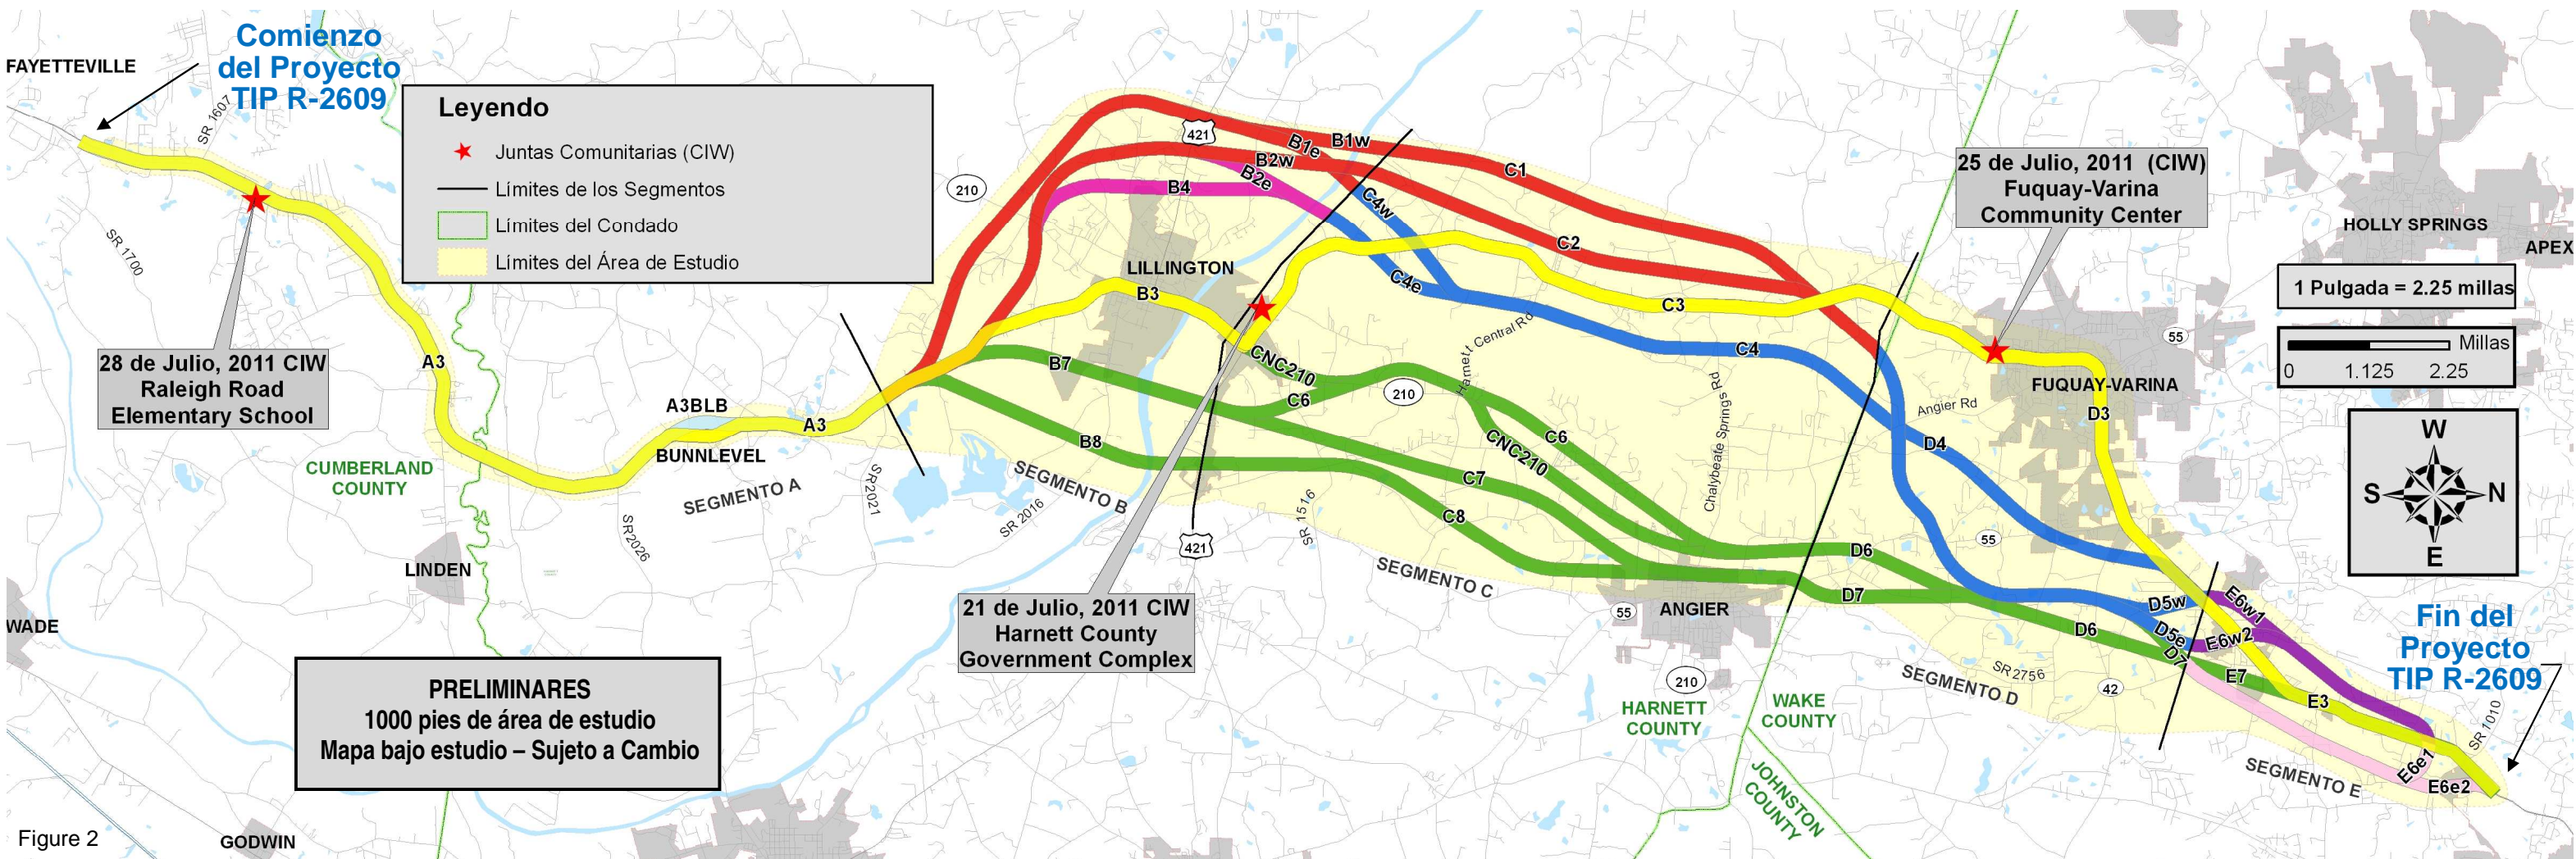 Comienzo
del Proyecto
TIP R-2609
FAYETTEVILLE
SR 1607
SR 1700
Leyendo
Juntas Comunitarias (CIW)
Límites de los Segmentos
Límites del Condado
Límites del Área de Estudio
28 de Julio, 2011 CIW
Raleigh Road
Elementary School
A3
CUMBERLAND
COUNTY
A3BLB
BUNNLEVEL
A3
SEGMENTO A
SR2021
SR2026
LINDEN
WADE
GODWIN
PRELIMINARES
1000 pies de área de estudio
Mapa bajo estudio – Sujeto a Cambio
Figure 2
210
421
B1e
B1w
B2w
B2e
B4
LILLINGTON
B3
B7
B8
SEGMENTO B
SR 2016
421
21 de Julio, 2011 CIW
Harnett County
Government Complex
C1
C4w
C2
C4e
C3
C4
CNC210
C6
210
Harnett Central Rd
Chalybeate Springs Rd
C6
CNC210
C7
C8
SR 1516
SEGMENTO C
55
ANGIER
210
HARNETT
COUNTY
WAKE
COUNTY
JOHNSTON
COUNTY
25 de Julio, 2011 (CIW)
Fuquay-Varina
Community Center
HOLLY SPRINGS
APEX
1 Pulgada = 2.25 millas
Millas
0 1.125 2.25
55
FUQUAY-VARINA
D3
Angier Rd
D4
55
D6
D7
D5w
D5e
D6
D7
SR2756
42
SEGMENTO D
W
S
N
E
E6w1
E6w2
E7
E3
E6e1
E6e2
SR 1010
SEGMENTO E
Fin del
Proyecto
TIP R-2609